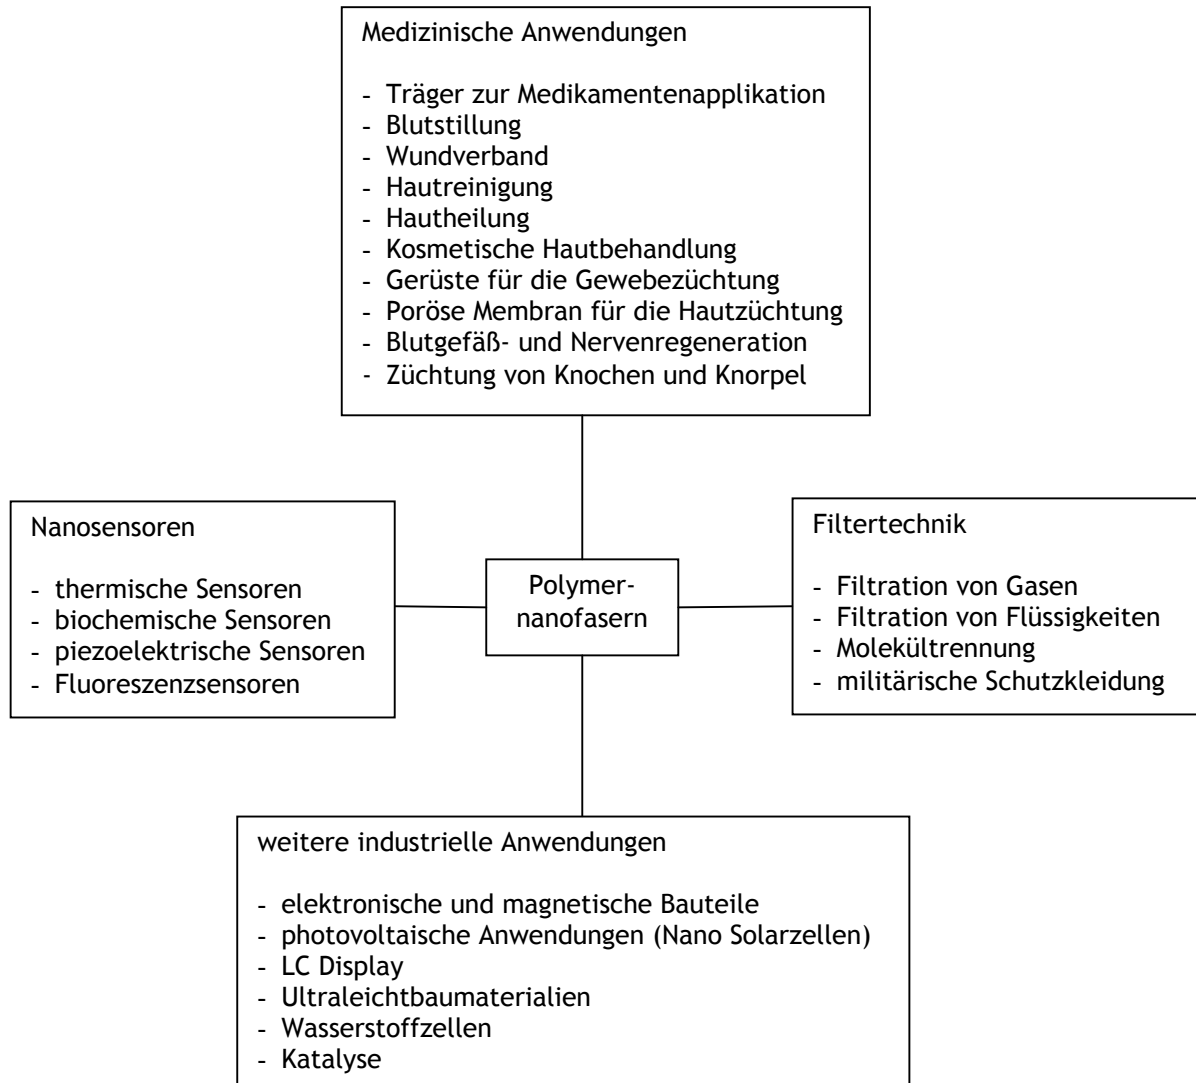 Medizinische Anwendungen
- Träger zur Medikamentenapplikation
- Blutstillung
- Wundverband
- Hautreinigung
- Hautheilung
- Kosmetische Hautbehandlung
- Gerüste für die Gewebezüchtung
- Poröse Membran für die Hautzüchtung
- Blutgefäß- und Nervenregeneration
- Züchtung von Knochen und Knorpel
Nanosensoren
- thermische Sensoren
- biochemische Sensoren
- piezoelektrische Sensoren
- Fluoreszenzsensoren
Polymer-
nanofasern
Filtertechnik
- Filtration von Gasen
- Filtration von Flüssigkeiten
- Molekültrennung
- militärische Schutzkleidung
weitere industrielle Anwendungen
- elektronische und magnetische Bauteile
- photovoltaische Anwendungen (Nano Solarzellen)
- LC Display
- Ultraleichtbaumaterialien
- Wasserstoffzellen
- Katalyse